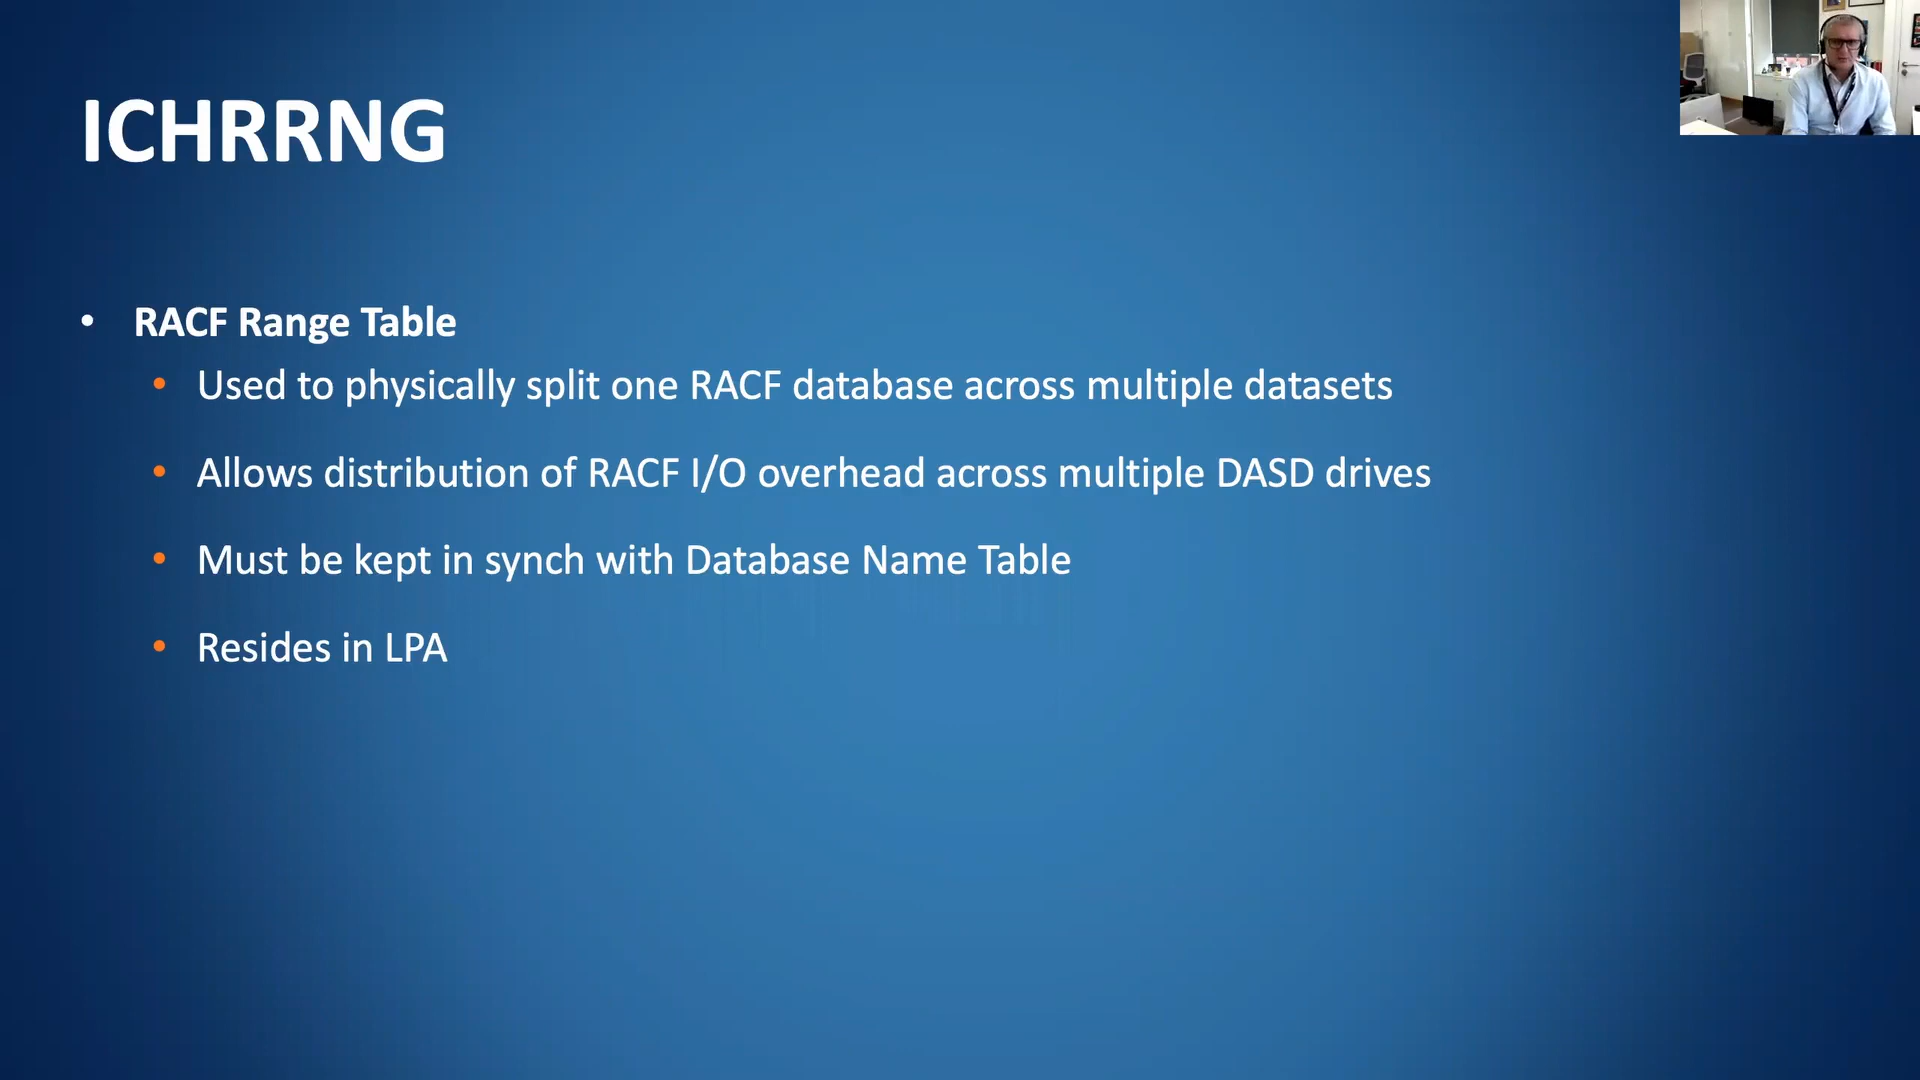 ICHRRNG
• RACF Range Table
• Used to physically split one RACF database across multiple datasets
• Allows distribution of RACF I/O overhead across multiple DASD drives
• Must be kept in synch with Database Name Table
• Resides in LPA